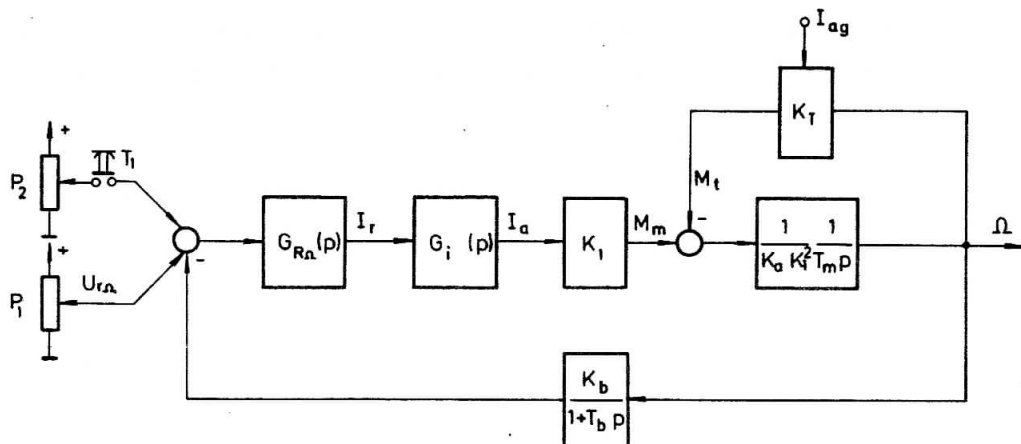 I_ag
K_T
+
P_2
T_1
M_t
+
P_1
U_rΩ
-
G_RΩ(p)
I_r
G_i (p)
I_a
K_1
M_m
-
1 / K_a K_1^2 1 / T_m p
Ω
K_b / 1+T_b p